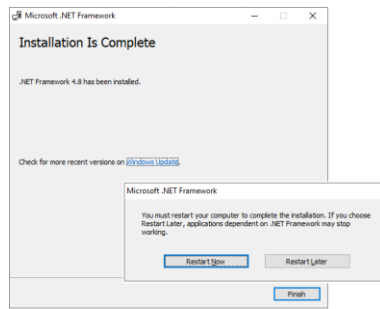 Microsoft .NET Framework
Installation Is Complete
.NET Framework 4.8 has been installed.
Check for more recent versions on Windows Update.
Microsoft .NET Framework
You must restart your computer to complete the installation. If you choose
Restart Later, applications dependent on .NET Framework may stop
working.
Restart Now
Restart Later
Finish